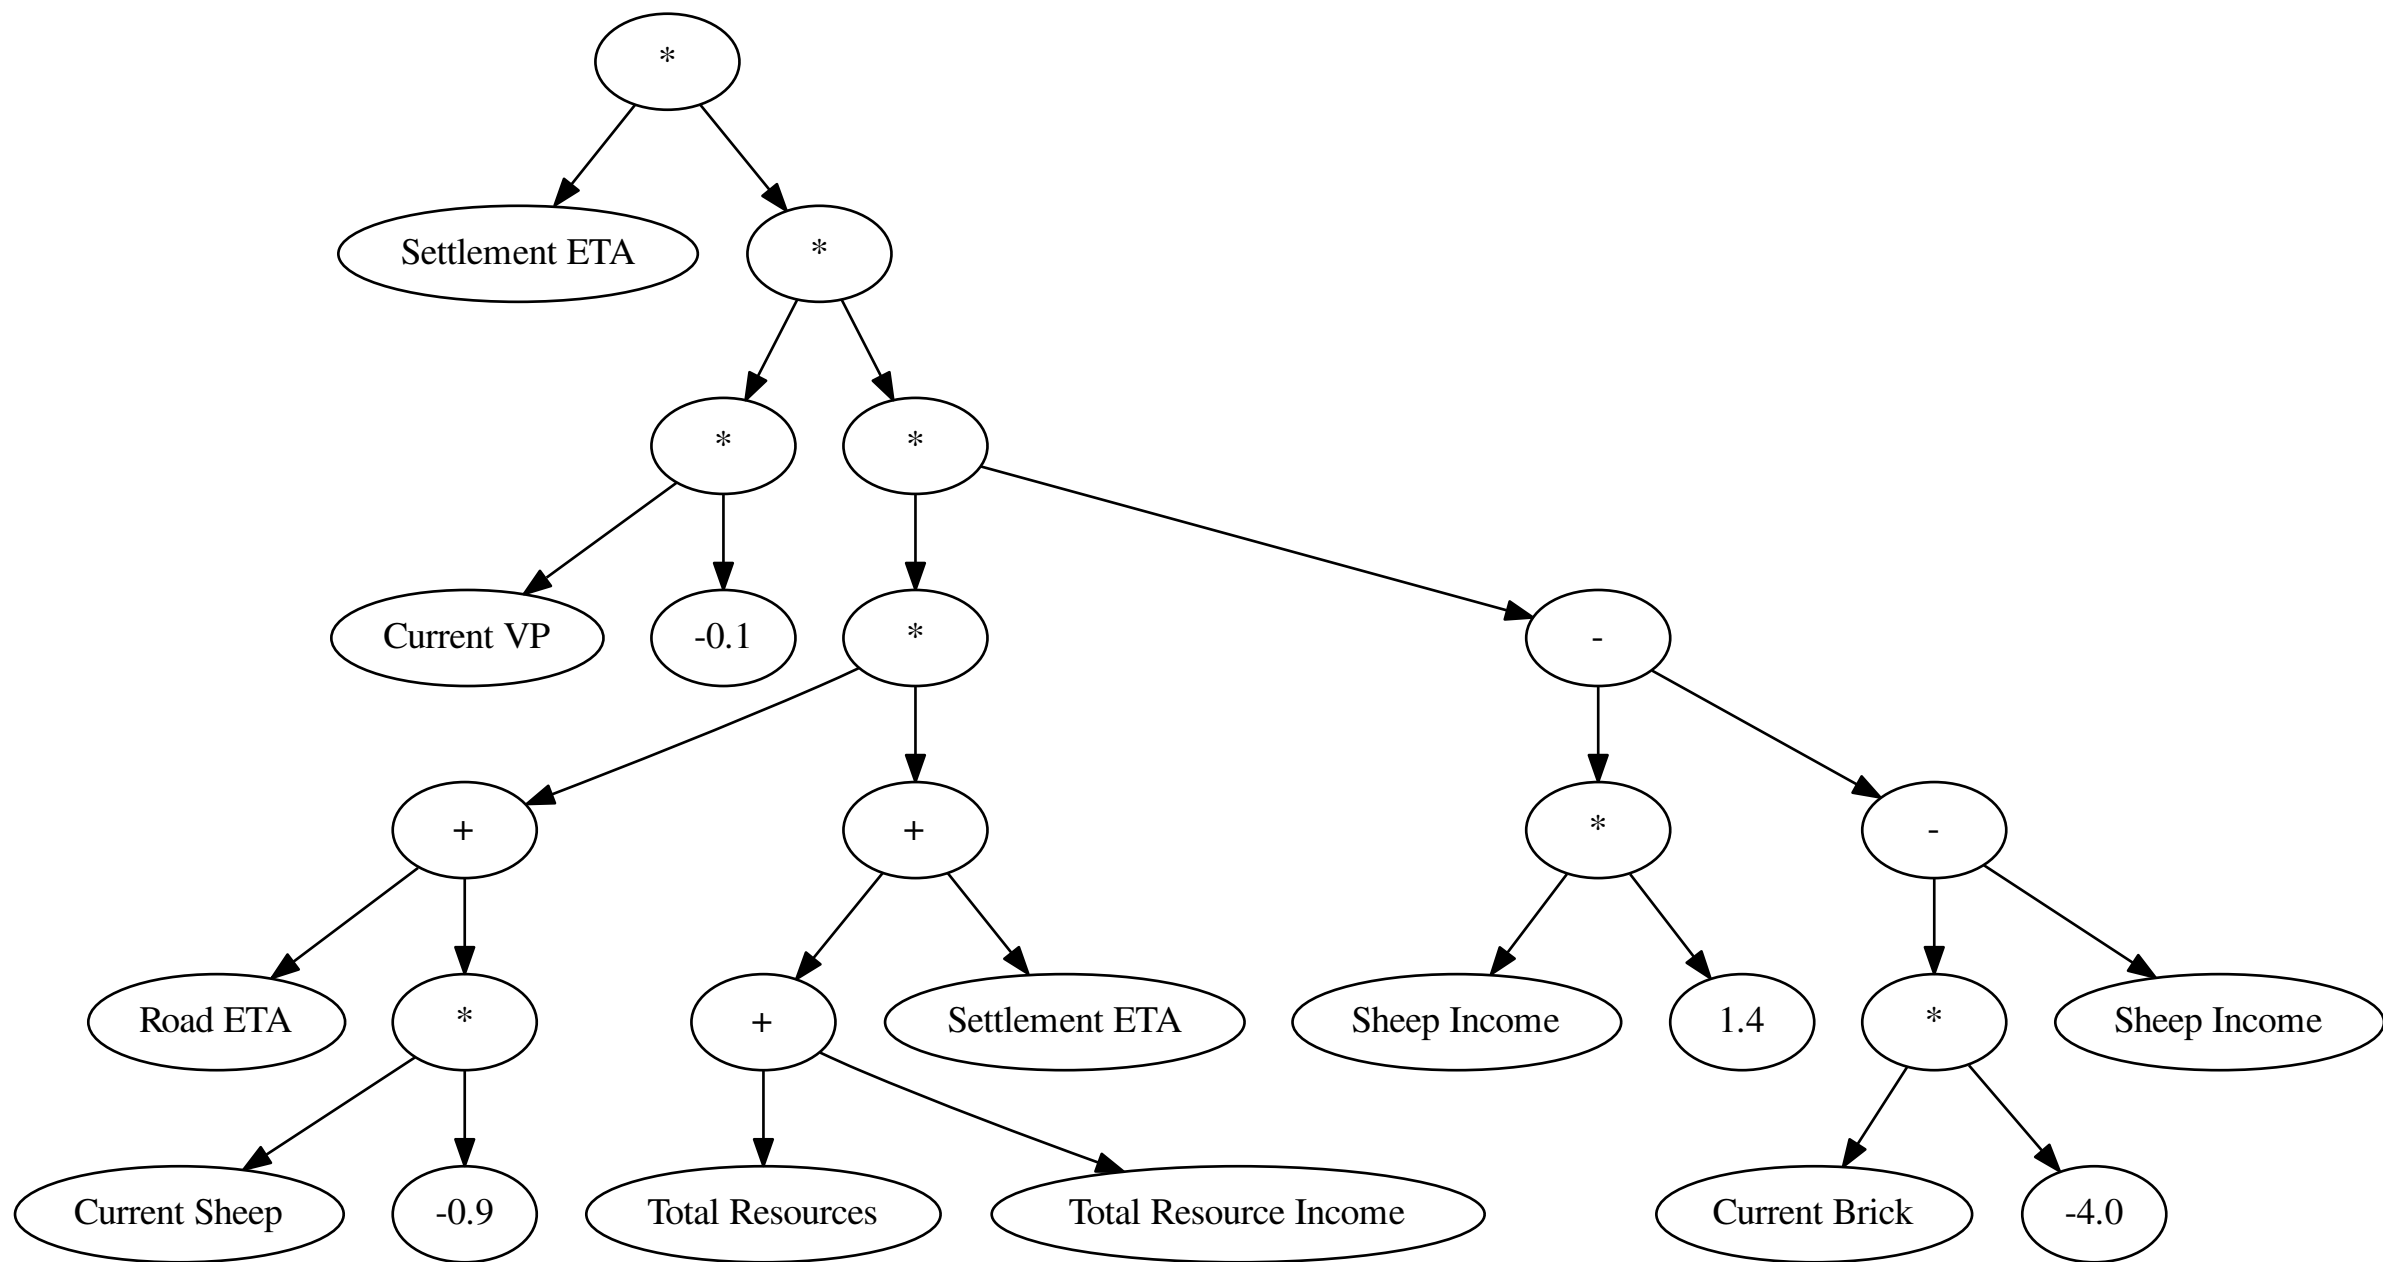 *
Settlement ETA
*
*
*
Current VP
-0.1
*
-
+
+
*
-
Road ETA
*
+
Settlement ETA
Sheep Income
1.4
*
Sheep Income
Current Sheep
-0.9
Total Resources
Total Resource Income
Current Brick
-4.0